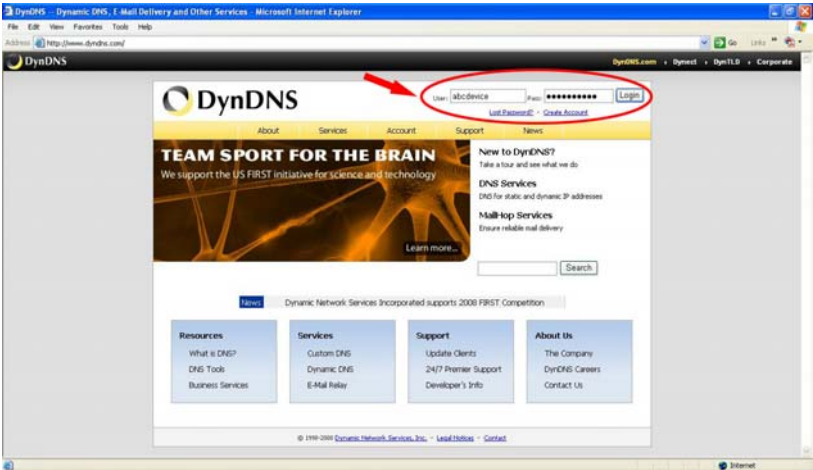 DynDNS -- Dynamic DNS, E-Mail Delivery and Other Services - Microsoft Internet Explorer
File Edit View Favorites Tools Help
Address http://www.dyndns.com/ Go Links »
DynDNS DynDNS.com Dynect DynTLD Corporate
DynDNS User: abcdevice Pass: ●●●●●●●●●● Login
Lost Password? - Create Account
About Services Account Support News
TEAM SPORT FOR THE BRAIN
We support the US FIRST initiative for science and technology
Learn more...
New to DynDNS?
Take a tour and see what we do
DNS Services
DNS for static and dynamic IP addresses
MailHop Services
Ensure reliable mail delivery
Search
News Dynamic Network Services Incorporated supports 2008 FIRST Competition
Resources
What is DNS?
DNS Tools
Business Services
Services
Custom DNS
Dynamic DNS
E-Mail Relay
Support
Update Clients
24/7 Premier Support
Developer's Info
About Us
The Company
DynDNS Careers
Contact Us
© 1998-2008 Dynamic Network Services, Inc. - Legal Notices - Contact
Internet